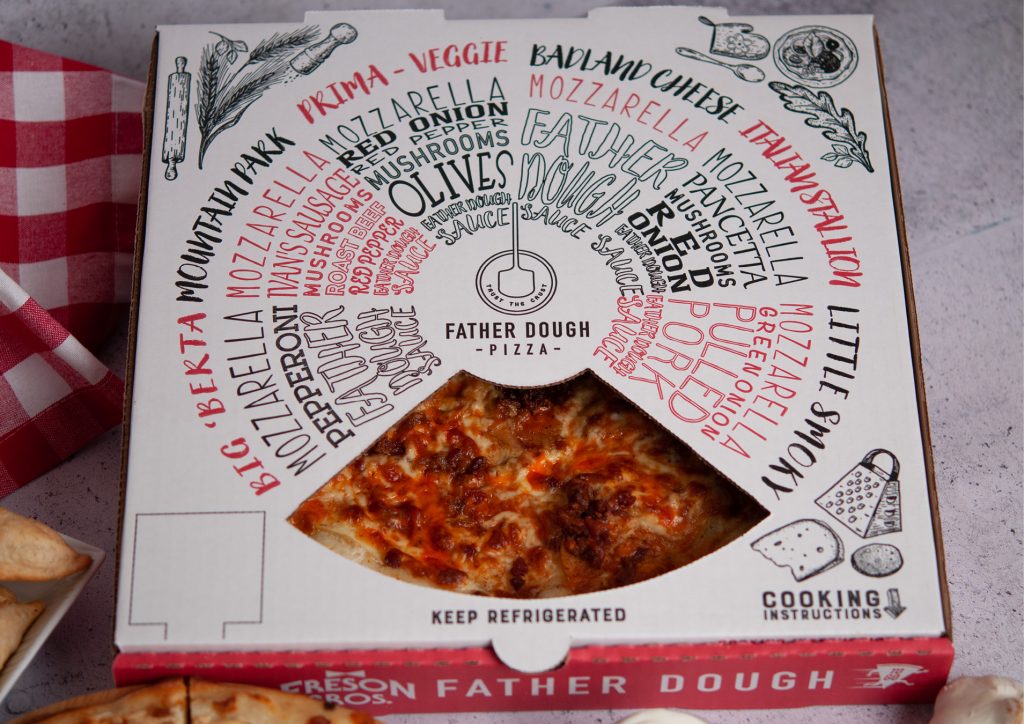 BIG 'BERTA
MOZZARELLA
PEPPERONI
FATHER
DOUGH
SAUCE
MOUNTAIN PARK
MOZZARELLA
IVAN'S SAUSAGE
MUSHROOMS
ROAST BEEF
RED PEPPER
FATHER DOUGH
SAUCE
PRIMA - VEGGIE
MOZZARELLA
RED ONION
RED PEPPER
MUSHROOMS
OLIVES
FATHER DOUGH
SAUCE
BADLAND CHEESE
MOZZARELLA
FATHER
DOUGH
SAUCE
ITALIAN STALLION
MOZZARELLA
PANCETTA
MUSHROOMS
RED
ONION
FATHER DOUGH
SAUCE
LITTLE SMOKY
MOZZARELLA
GREEN ONION
PULLED
PORK
FATHER DOUGH
SAUCE
TRUST THE CRUST
FATHER DOUGH
- PIZZA -
KEEP REFRIGERATED
COOKING
INSTRUCTIONS
FRESON
BROS.
FATHER DOUGH